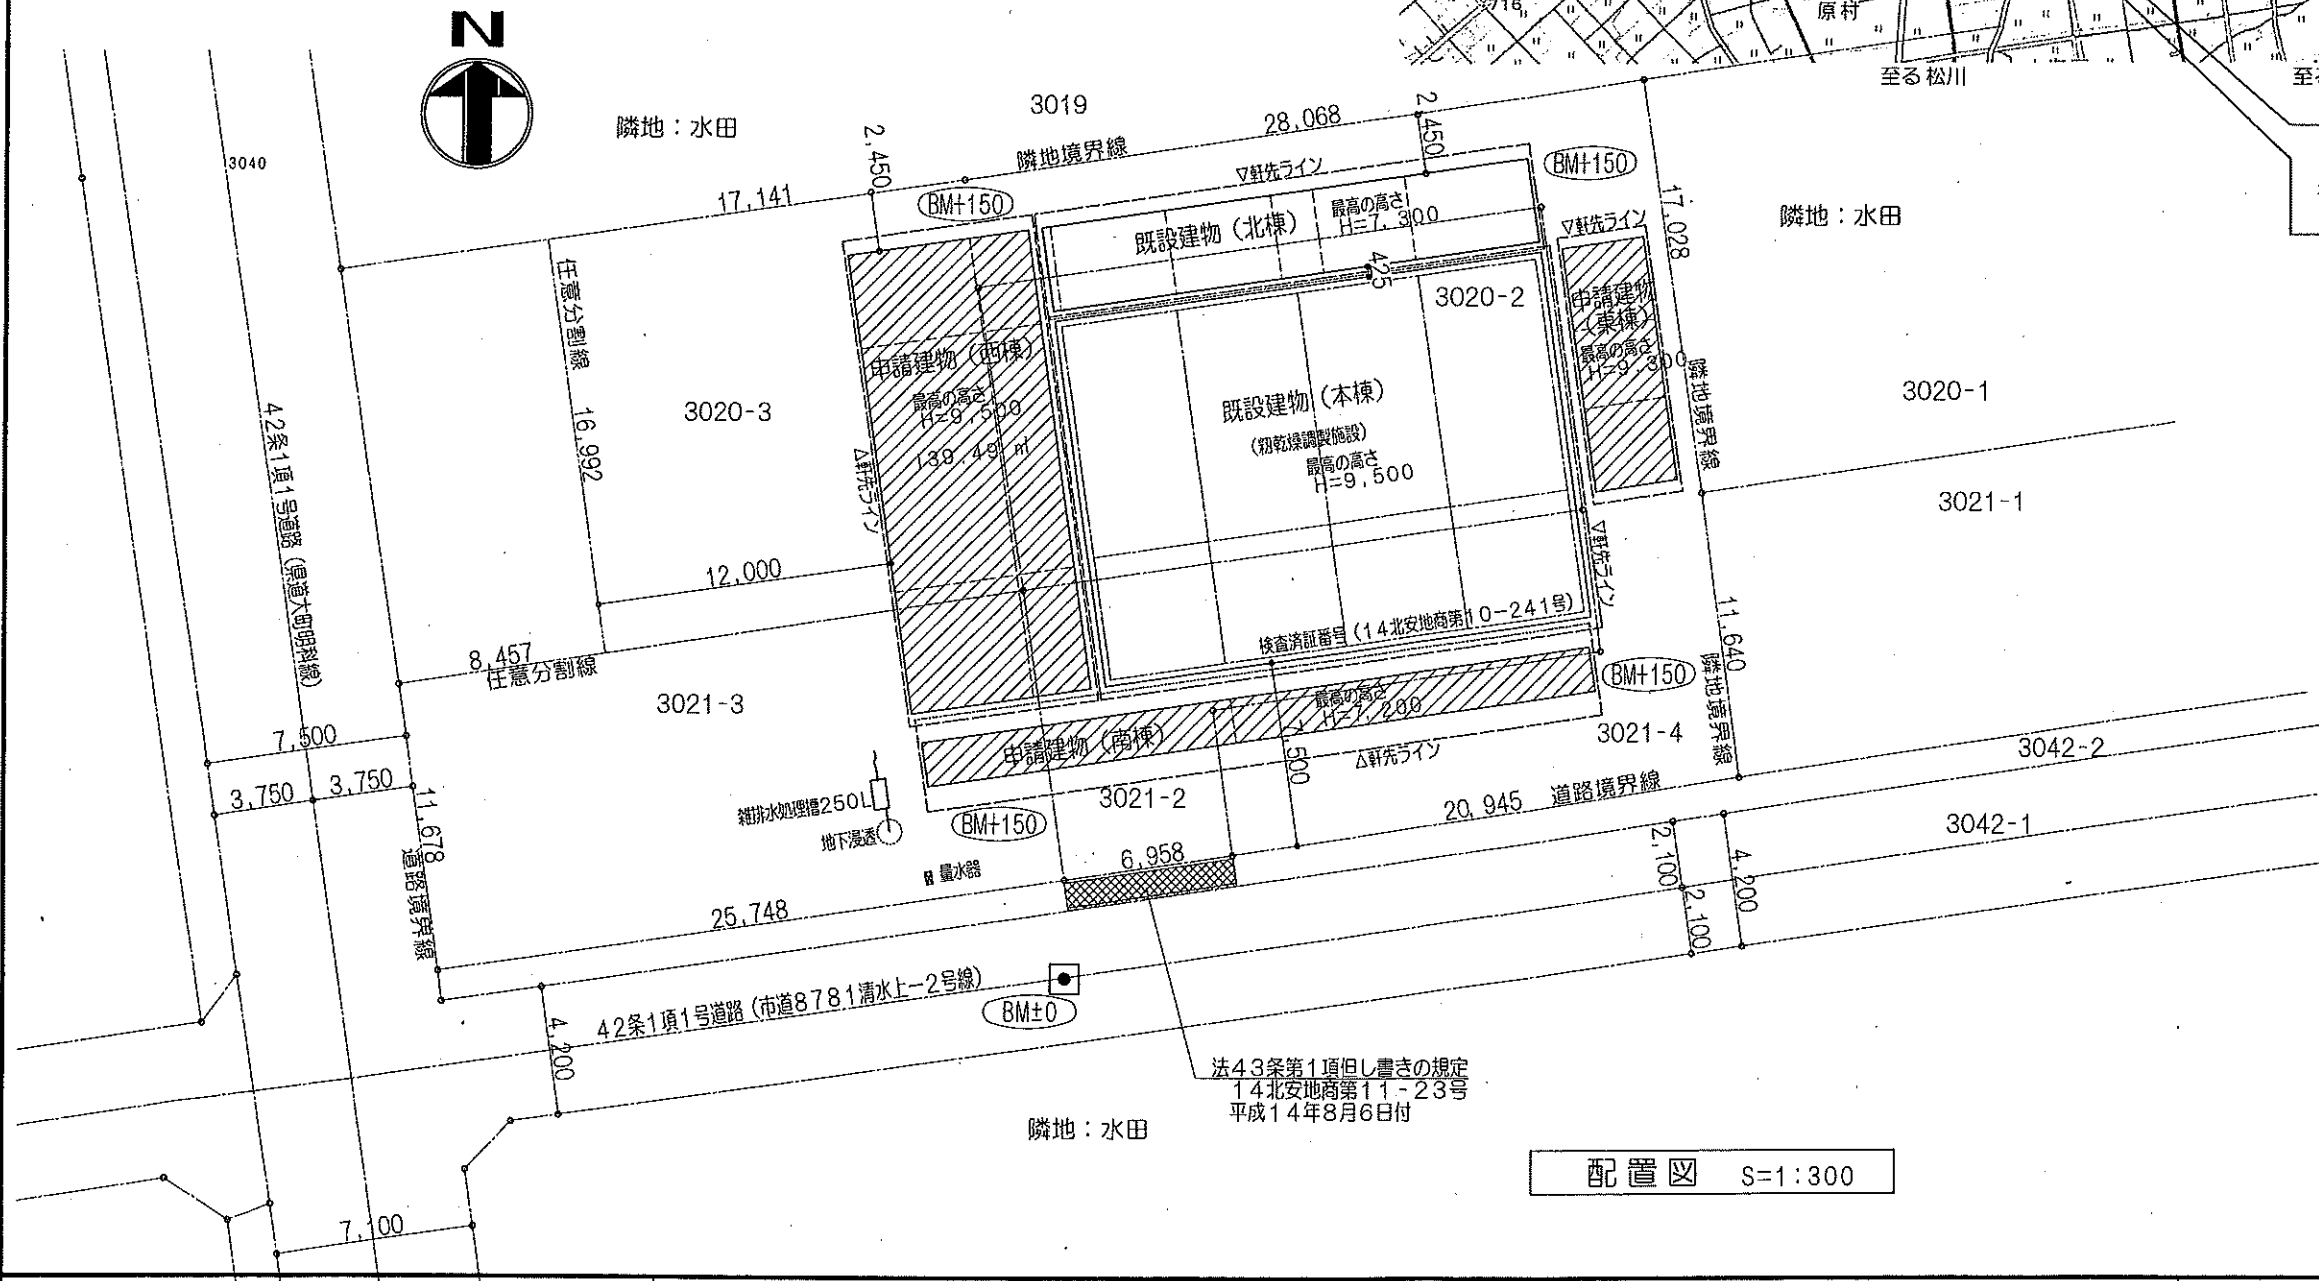 N
716
原村
至る松川
3040
隣地：水田
3019
28,068
2,450
隣地境界線
2,450
17,141
BM+150
▽軒先ライン
BM+150
既設建物（北棟）
最高の高さ
H=7,300
17,028
隣地：水田
▽軒先ライン
425
3020-2
任意分割線
16,992
申請建物
（東棟）
最高の高さ
H=9,300
隣地境界線
申請建物（西棟）
最高の高さ
H=9,500
139.49㎡
3020-3
既設建物（本棟）
（籾乾燥調製施設）
最高の高さ
H=9,500
3020-1
3021-1
42条1項1号道路（県道大町明科線）
△軒先ライン
▽軒先ライン
12,000
検査済証番号（14北安地商第10-241号）
11,640
隣地境界線
8,457
任意分割線
3021-3
BM+150
最高の高さ
H=7,200
7,500
申請建物（南棟）
3021-4
△軒先ライン
3042-2
3,750
3,750
11,678
道路境界線
雑排水処理槽250L
地下浸透
3021-2
BM+150
20,945
道路境界線
3042-1
量水器
6,958
2,100
4,200
2,100
25,748
42条1項1号道路（市道8781清水上-2号線）
BM±0
4,200
法43条第1項但し書きの規定
14北安地商第11-23号
平成14年8月6日付
隣地：水田
配置図 S=1:300
7,100